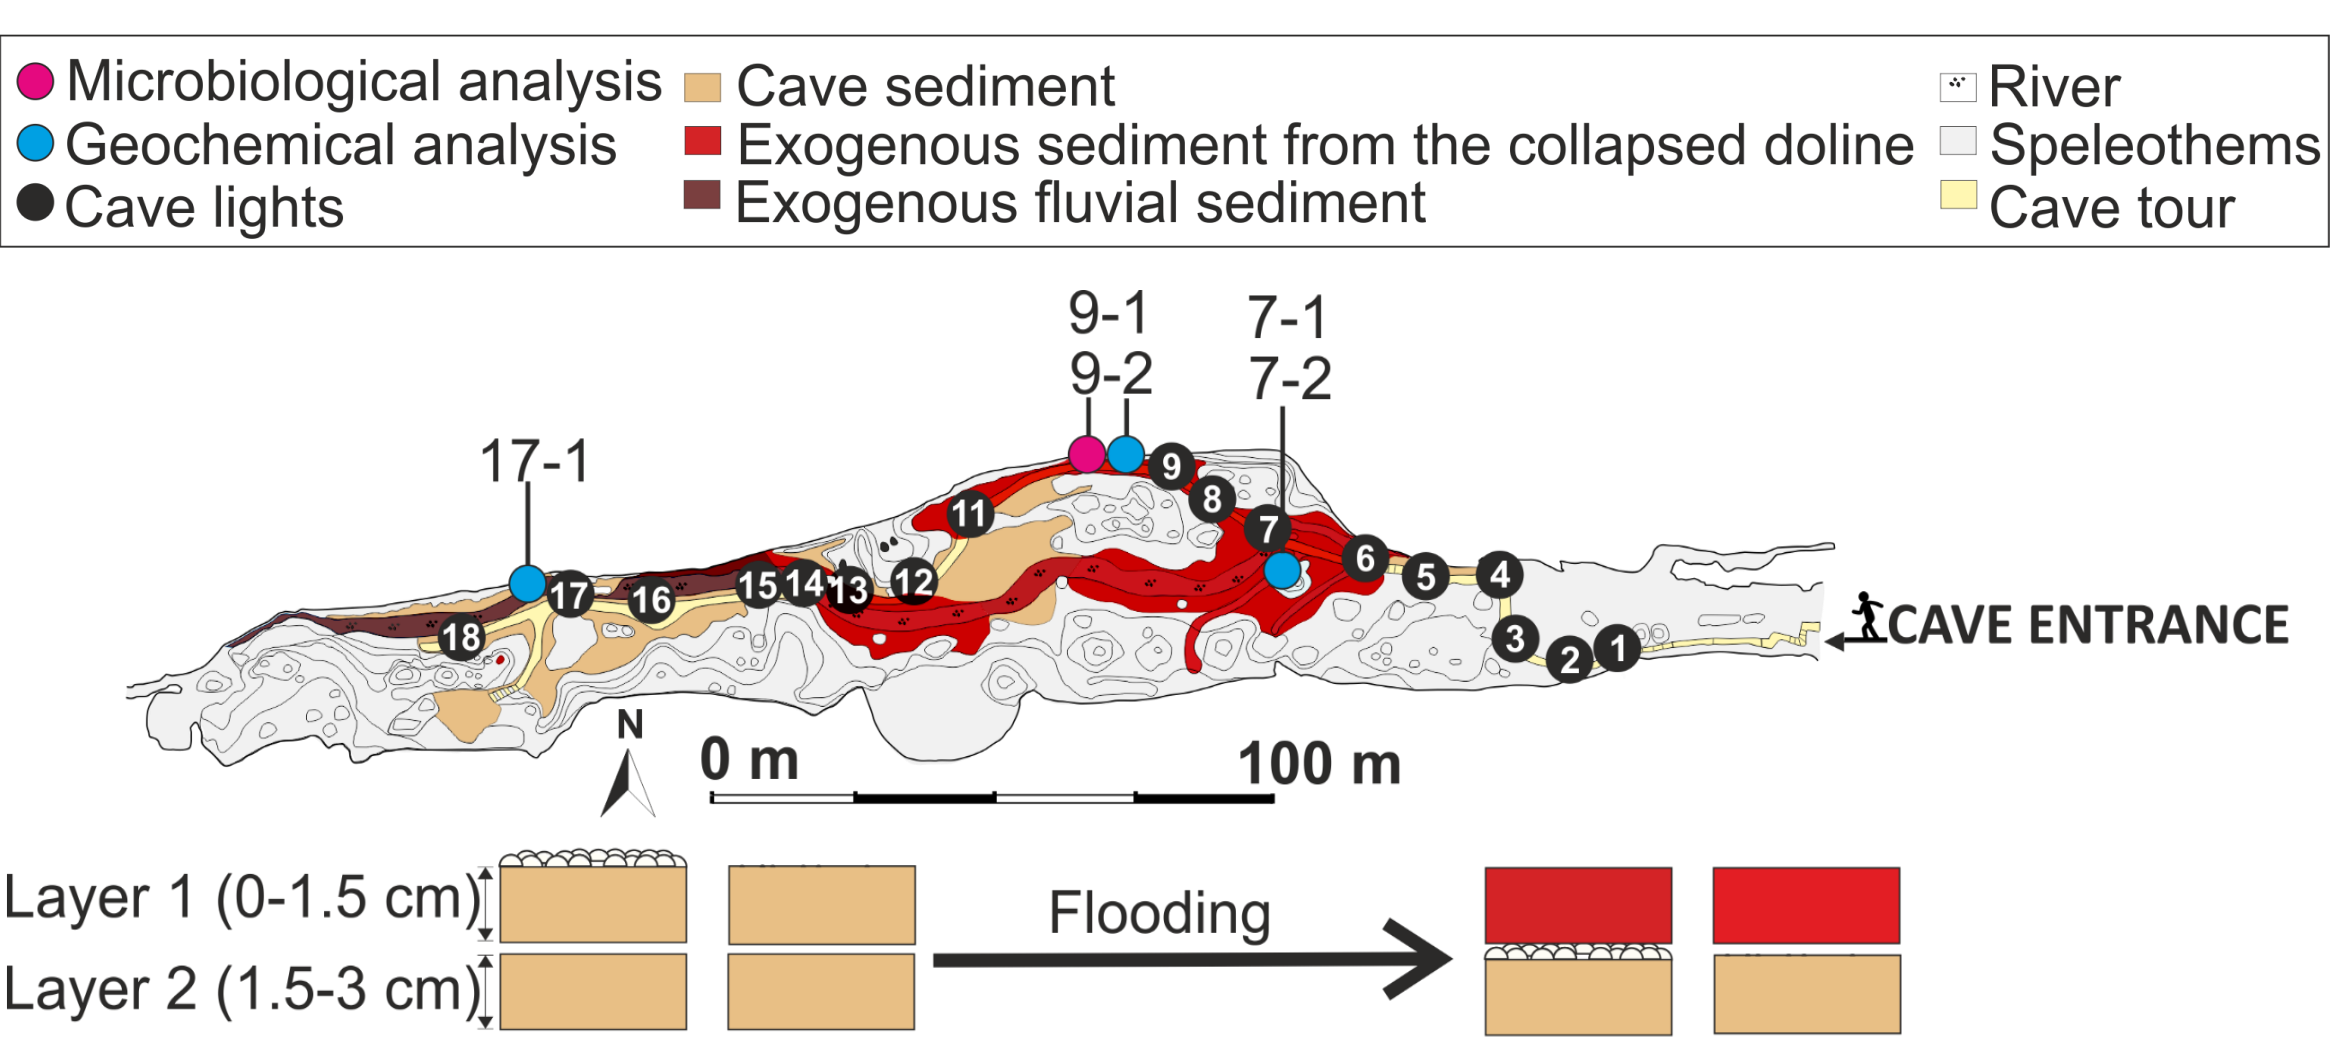 Microbiological analysis
Geochemical analysis
Cave lights
Cave sediment
Exogenous sediment from the collapsed doline
Exogenous fluvial sediment
River
Speleothems
Cave tour
9-1
9-2
7-1
7-2
17-1
9
8
11
7
6
5
4
12
13
14
15
16
17
18
3
2
1
CAVE ENTRANCE
N
0 m
100 m
Layer 1 (0-1.5 cm)
Layer 2 (1.5-3 cm)
Flooding